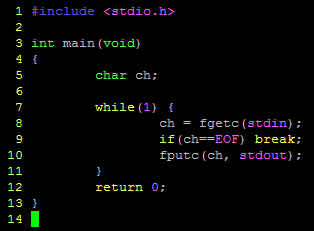 1 #include <stdio.h>
2
3 int main(void)
4 {
5         char ch;
6
7         while(1) {
8                 ch = fgetc(stdin);
9                 if(ch==EOF) break;
10                 fputc(ch, stdout);
11         }
12         return 0;
13 }
14